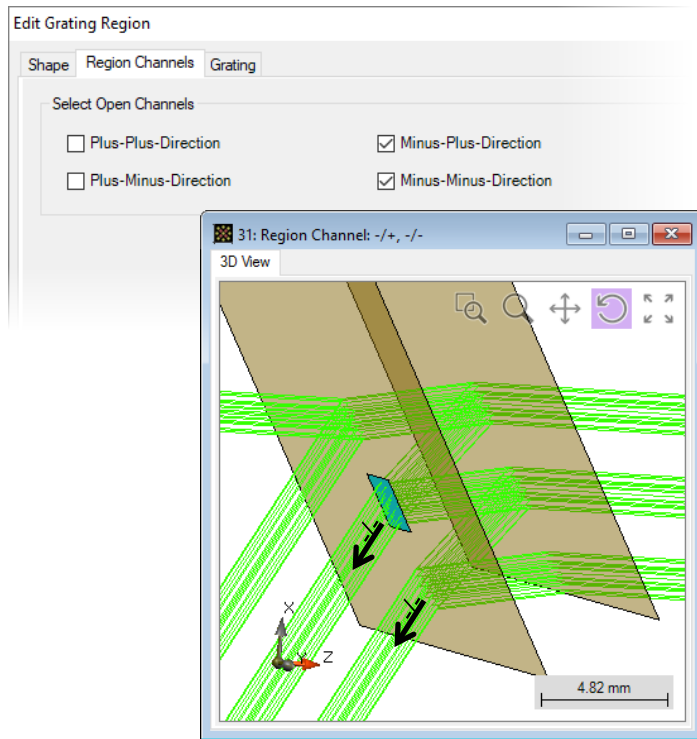 Edit Grating Region
Shape Region Channels Grating
Select Open Channels
Plus-Plus-Direction Minus-Plus-Direction
Plus-Minus-Direction Minus-Minus-Direction
31: Region Channel: -/+, -/-
3D View
X
Y Z
4.82 mm